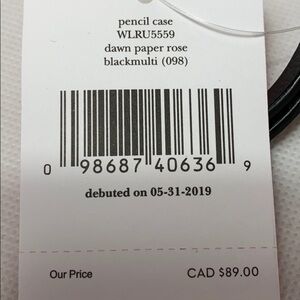 pencil case
WLRU5559
dawn paper rose
blackmulti (098)
0 98687 40636 9
debuted on 05-31-2019
Our Price CAD $89.00